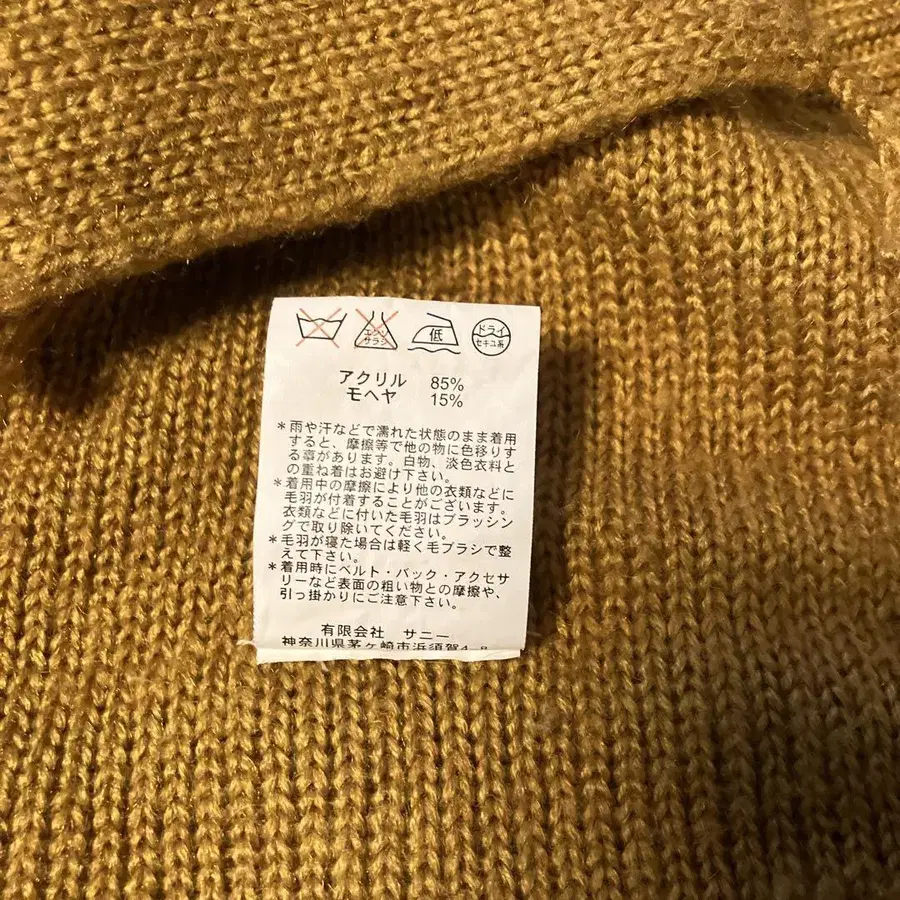 エンソ
サラシ
低
ドライ
セキユ系
アクリル 85%
モヘヤ 15%
*雨や汗などで濡れた状態のまま着用
すると、摩擦等で他の物に色移りす
る事があります。白物、淡色衣料と
の重ね着はお避け下さい。
*着用中の摩擦により他の衣類などに
毛羽が付着することがございます。
衣類などに付いた毛羽はブラッシン
グで取り除いてください。
*毛羽が寝た場合は軽く毛ブラシで整
えて下さい。
*着用時にベルト・バック・アクセサ
リーなど表面の粗い物との摩擦や、
引っ掛かりにご注意下さい。
有限会社 サニー
神奈川県茅ヶ崎市浜須賀4-8